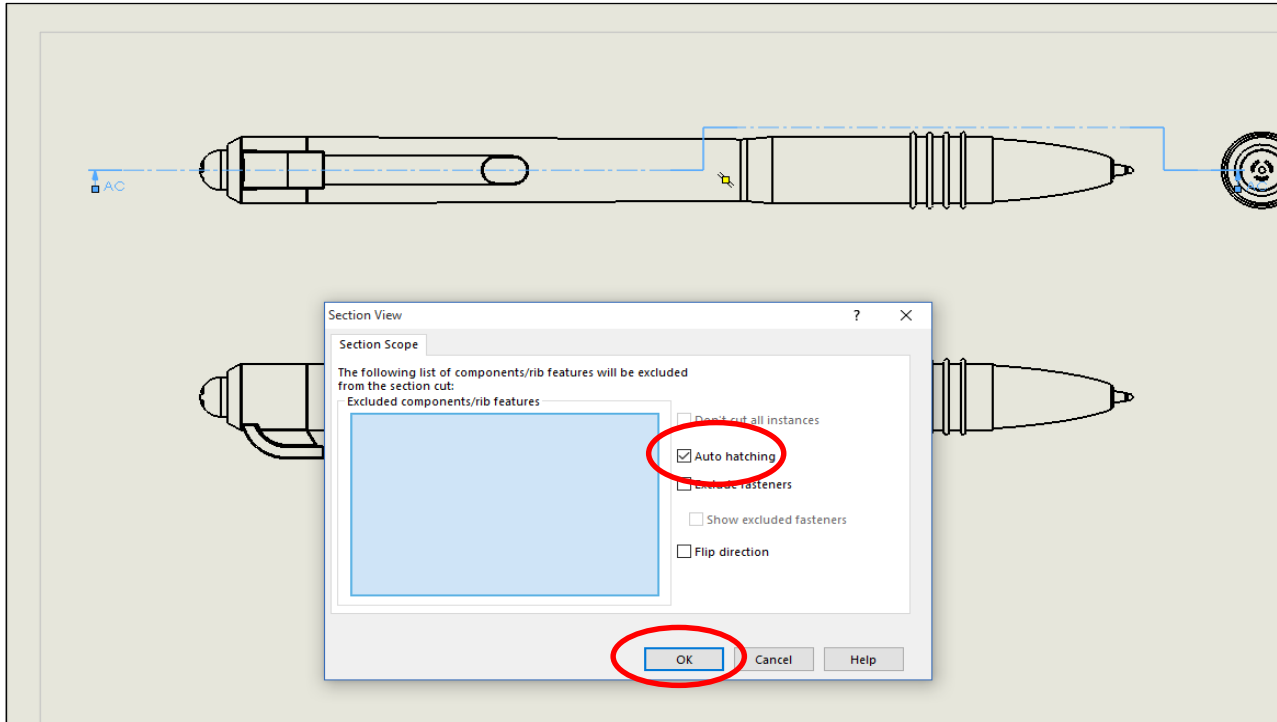 AC
AC
Section View
?
Section Scope
The following list of components/rib features will be excluded
from the section cut:
Excluded components/rib features
Don't cut all instances
Auto hatching
Exclude fasteners
Show excluded fasteners
Flip direction
OK
Cancel
Help